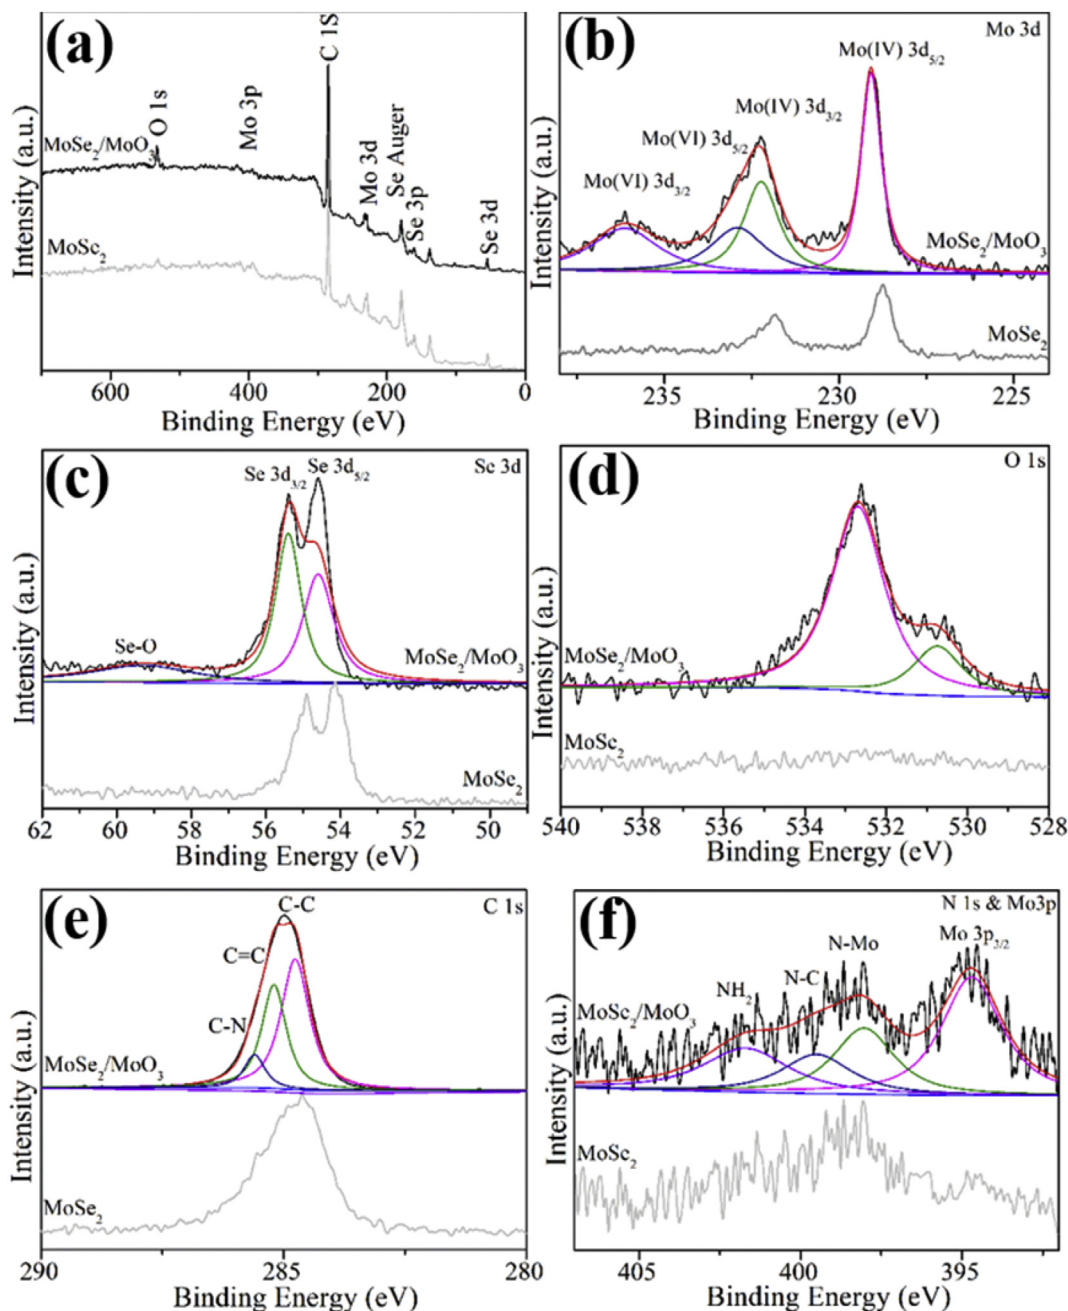 (a)
C 1S
O 1s
Mo 3p
Mo 3d
Se Auger
Se 3p
Se 3d
MoSe2/MoO3
MoSe2
Intensity (a.u.)
600 400 200 0
Binding Energy (eV)
(b)
Mo 3d
Mo(IV) 3d5/2
Mo(IV) 3d3/2
Mo(VI) 3d5/2
Mo(VI) 3d3/2
MoSe2/MoO3
MoSe2
Intensity (a.u.)
235 230 229 225
Binding Energy (eV)
(c)
Se 3d
Se 3d3/2
Se 3d5/2
Se-O
MoSe2/MoO3
MoSe2
Intensity (a.u.)
62 60 58 56 54 52 50
Binding Energy (eV)
(d)
O 1s
MoSe2/MoO3
MoSe2
Intensity (a.u.)
540 538 536 534 532 530 528
Binding Energy (eV)
(e)
C 1s
C-C
C=C
C-N
MoSe2/MoO3
MoSe2
Intensity (a.u.)
290 285 280
Binding Energy (eV)
(f)
N 1s & Mo3p
Mo 3p3/2
N-Mo
N-C
NH2
MoSe2/MoO3
MoSe2
Intensity (a.u.)
405 400 395
Binding Energy (eV)